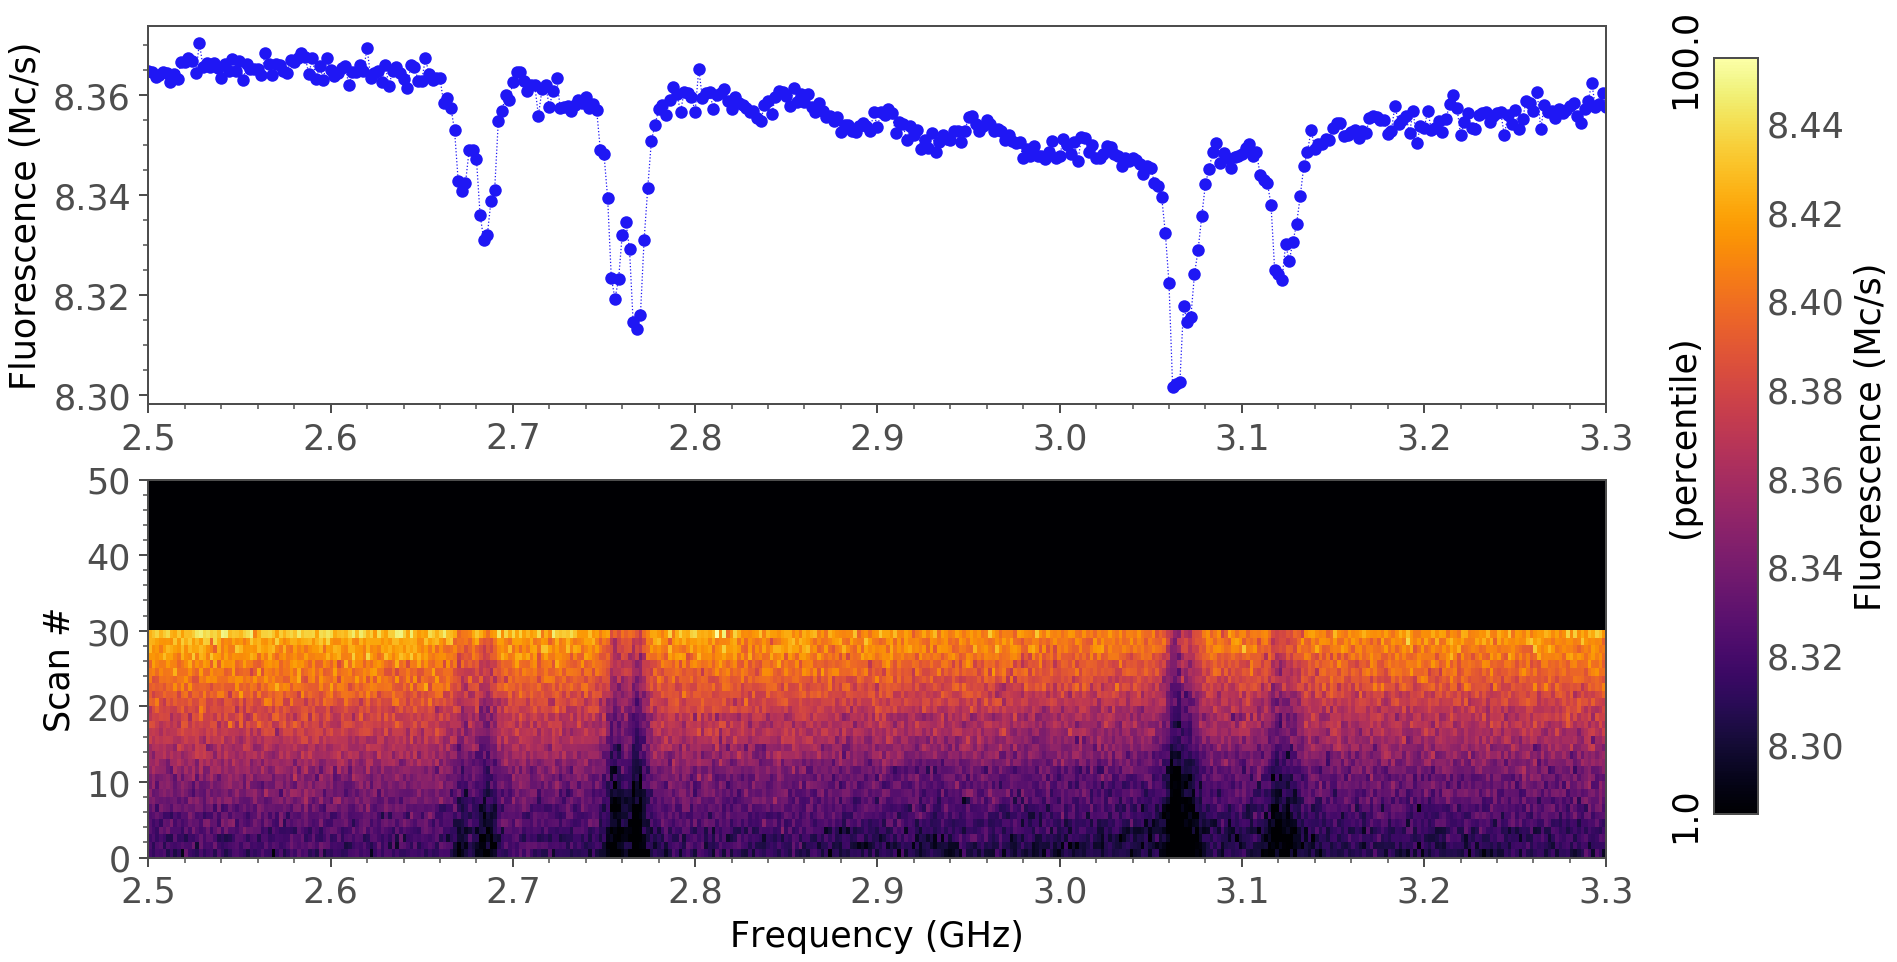 Fluorescence (Mc/s)
8.36
8.34
8.32
8.30
2.5 2.6 2.7 2.8 2.9 3.0 3.1 3.2 3.3
Scan #
50
40
30
20
10
0
2.5 2.6 2.7 2.8 2.9 3.0 3.1 3.2 3.3
Frequency (GHz)
100.0
(percentile)
1.0
8.44
8.42
8.40
8.38
8.36
8.34
8.32
8.30
Fluorescence (Mc/s)